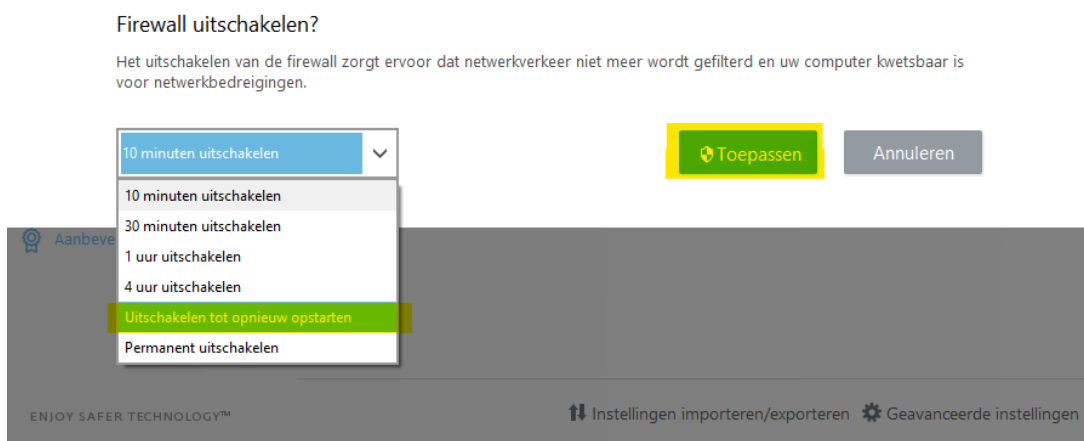 Firewall uitschakelen?
Het uitschakelen van de firewall zorgt ervoor dat netwerkverkeer niet meer wordt gefilterd en uw computer kwetsbaar is
voor netwerkbedreigingen.
10 minuten uitschakelen
Toepassen
Annuleren
10 minuten uitschakelen
30 minuten uitschakelen
Aanbeve
1 uur uitschakelen
4 uur uitschakelen
Uitschakelen tot opnieuw opstarten
Permanent uitschakelen
ENJOY SAFER TECHNOLOGY™
Instellingen importeren/exporteren
Geavanceerde instellingen